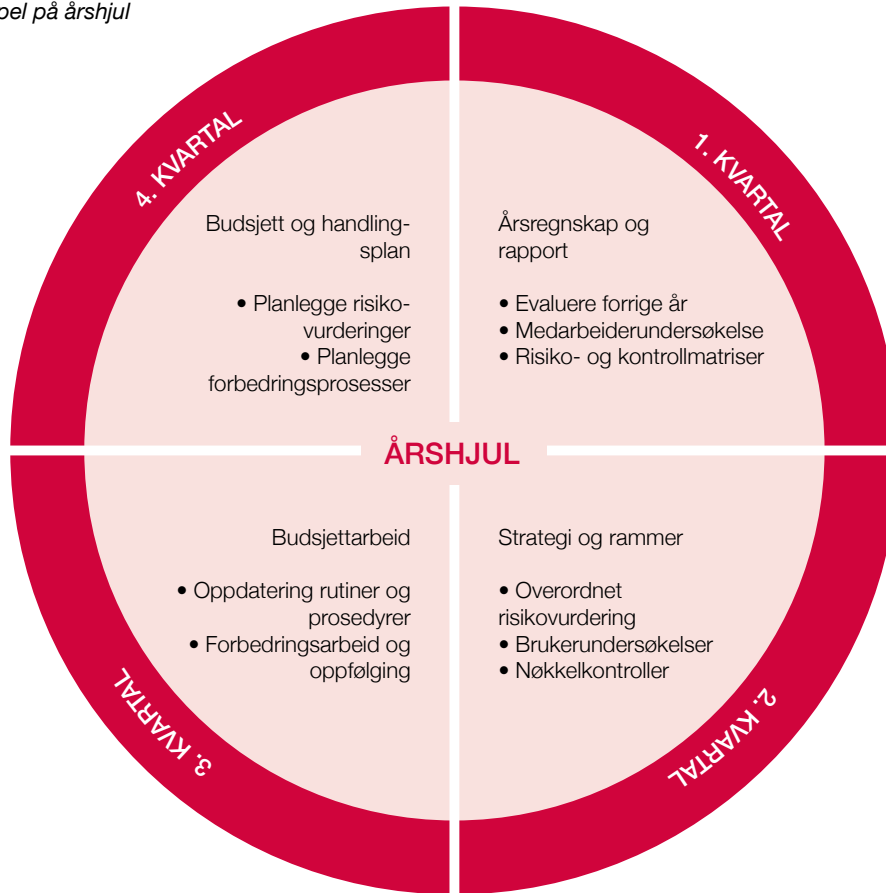 på årshjul
4. KVARTAL
1. KVARTAL
Budsjett og handling-
splan
• Planlegge risiko-
vurderinger
• Planlegge
forbedringsprosesser
Årsregnskap og
rapport
• Evaluere forrige år
• Medarbeiderundersøkelse
• Risiko- og kontrollmatriser
ÅRSHJUL
Budsjettarbeid
• Oppdatering rutiner og
prosedyrer
• Forbedringsarbeid og
oppfølging
Strategi og rammer
• Overordnet
risikovurdering
• Brukerundersøkelser
• Nøkkelkontroller
3. KVARTAL
2. KVARTAL